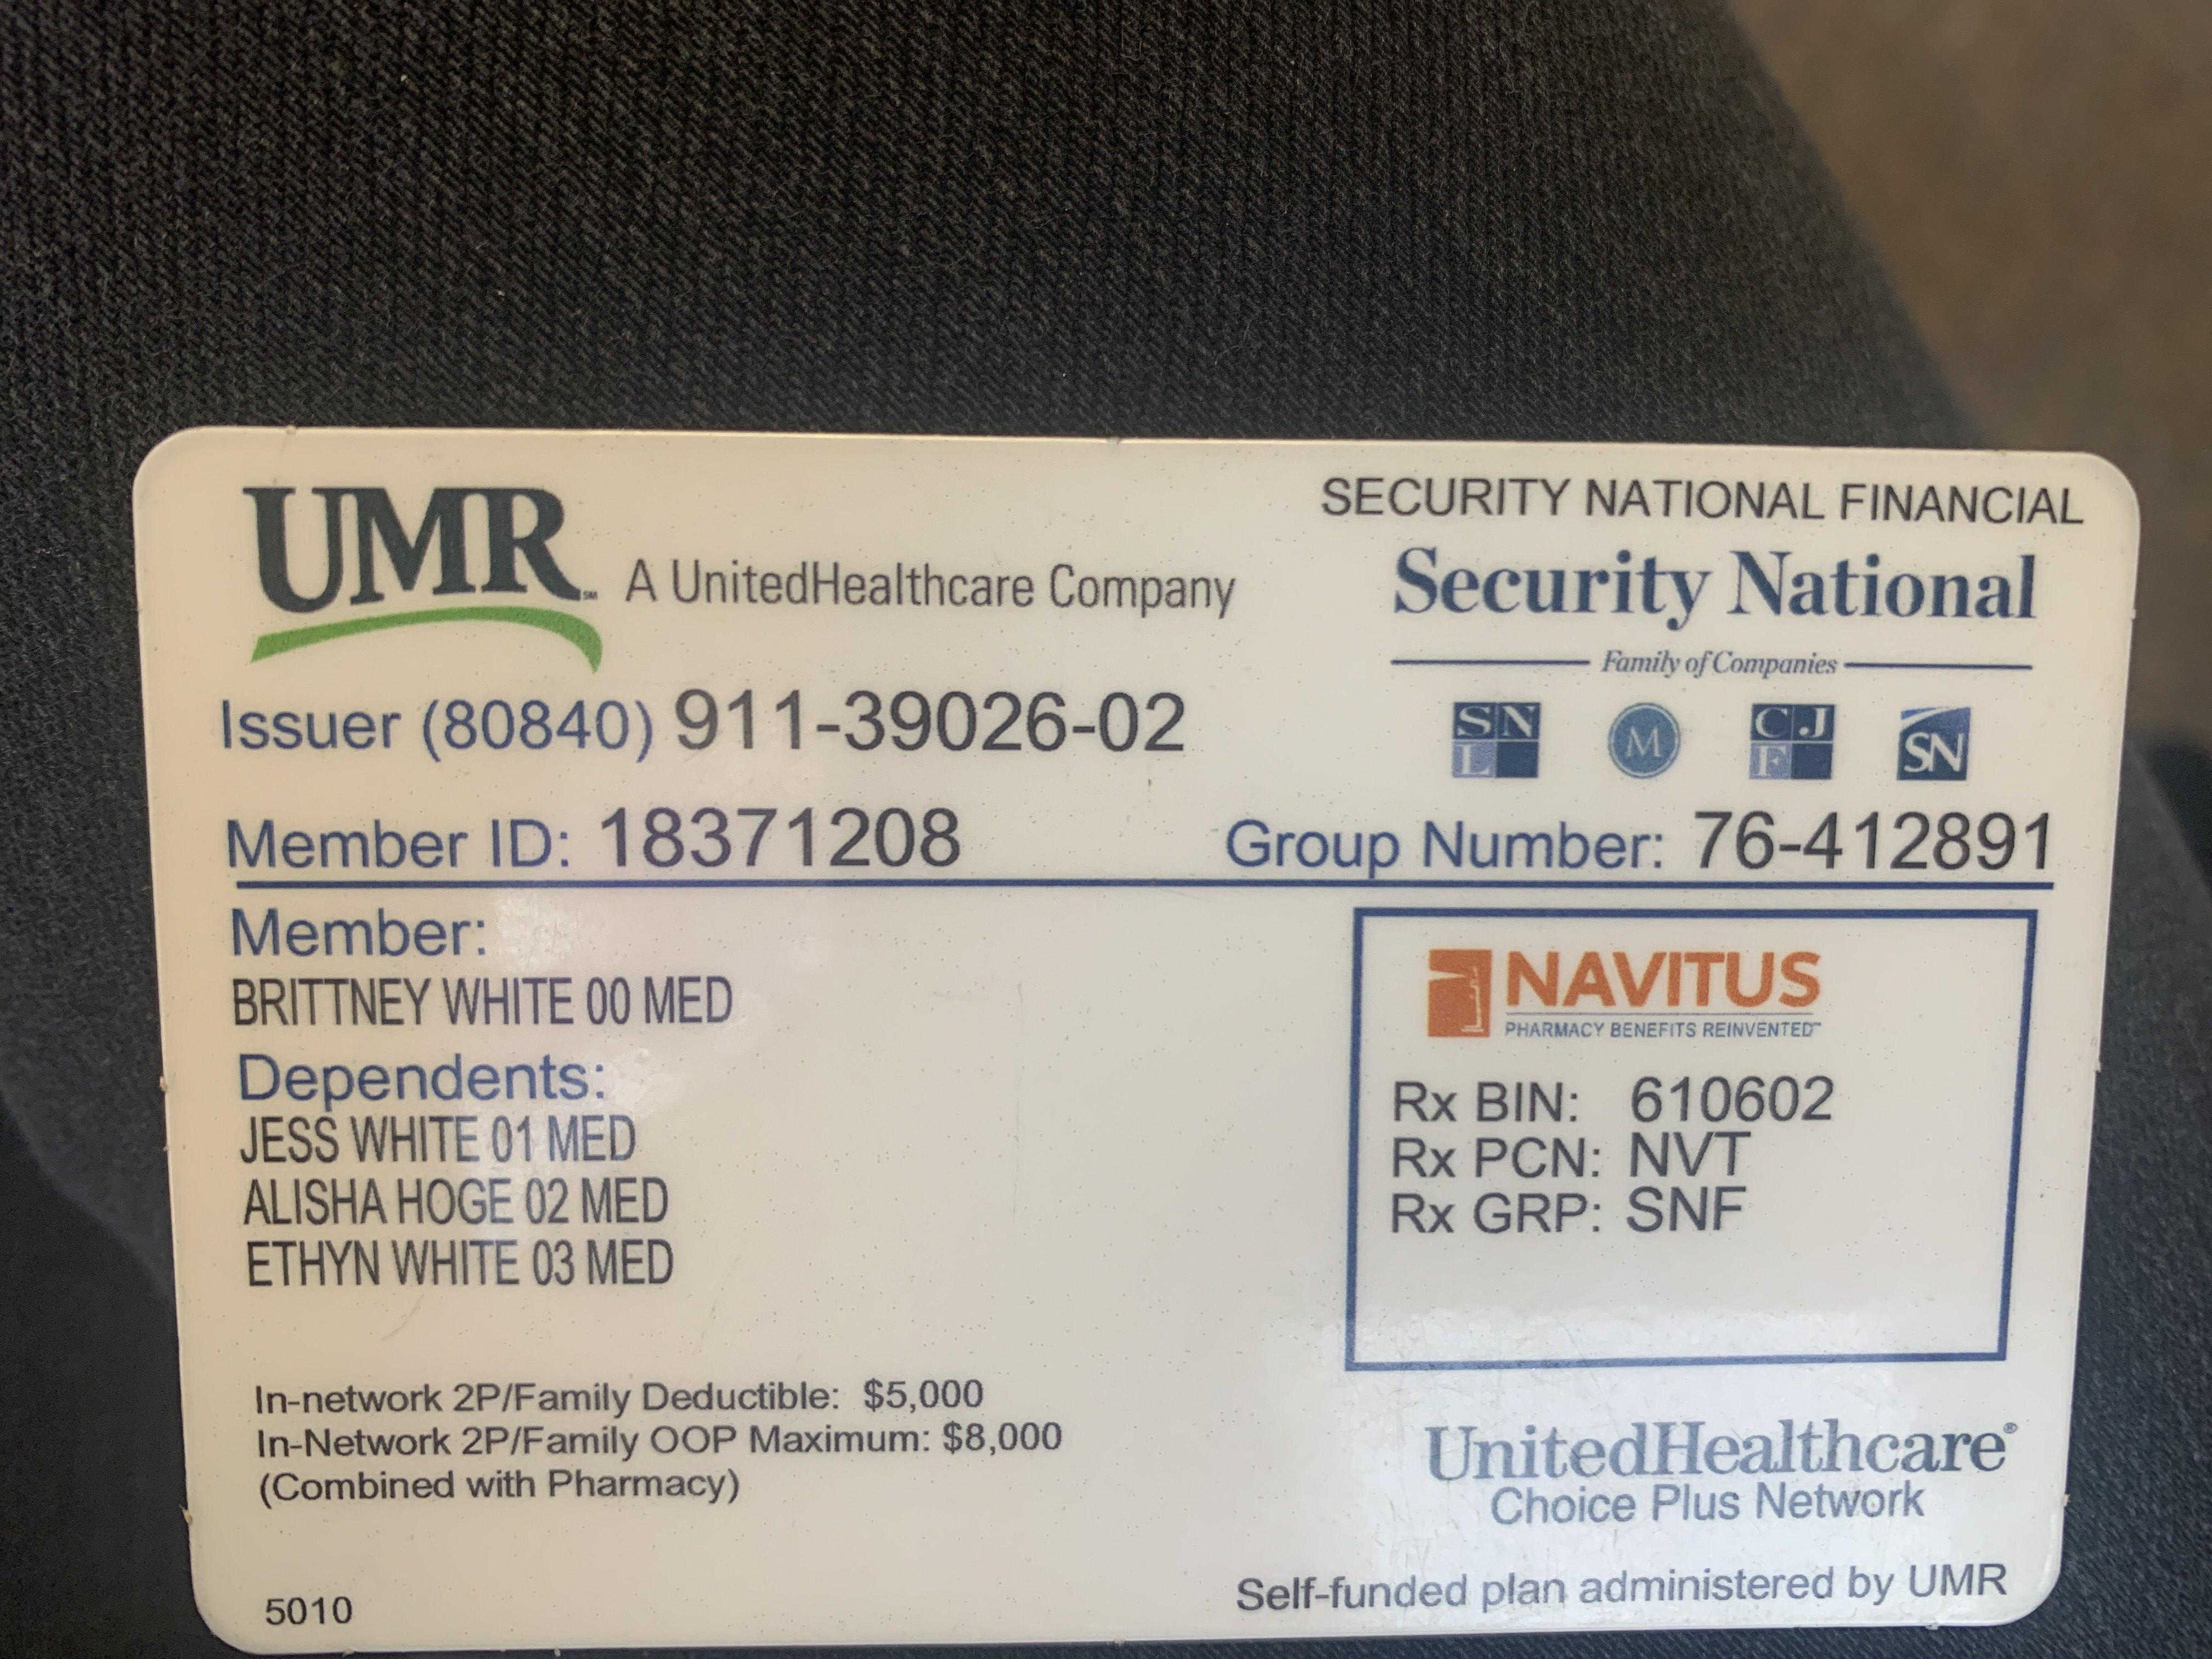 UMR℠ A UnitedHealthcare Company
SECURITY NATIONAL FINANCIAL
Security National
Family of Companies
SN
L
M
CJ
F
SN
Issuer (80840) 911-39026-02
Member ID: 18371208
Group Number: 76-412891
Member:
BRITTNEY WHITE 00 MED
Dependents:
JESS WHITE 01 MED
ALISHA HOGE 02 MED
ETHYN WHITE 03 MED
NAVITUS
PHARMACY BENEFITS REINVENTED™
Rx BIN: 610602
Rx PCN: NVT
Rx GRP: SNF
In-network 2P/Family Deductible: $5,000
In-Network 2P/Family OOP Maximum: $8,000
(Combined with Pharmacy)
UnitedHealthcare®
Choice Plus Network
5010
Self-funded plan administered by UMR